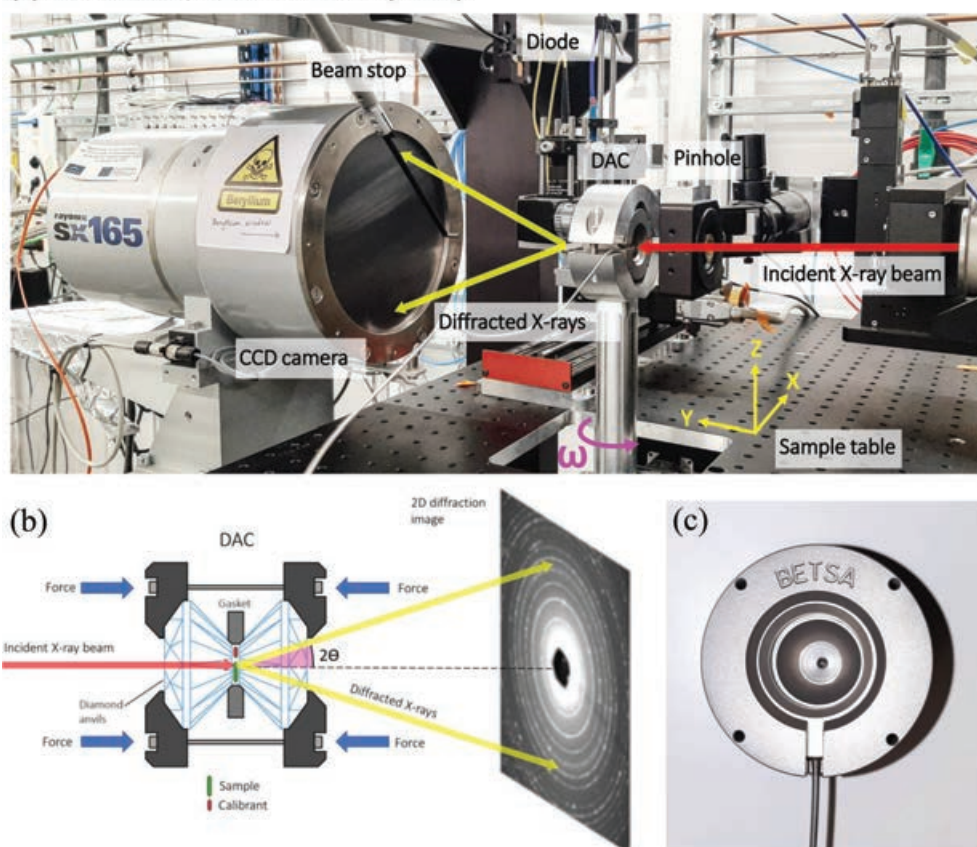 Diode
Beam stop
DAC
Pinhole
Beryllium
rayonix
SX165
Incident X-ray beam
Diffracted X-rays
CCD camera
Z
X
Y
ω
Sample table
(b)
DAC
2D diffraction
image
(c)
Force
Force
Gasket
Incident X-ray beam
2Θ
Diamond
anvils
Diffracted X-rays
Force
Force
Sample
Calibrant
BETSA